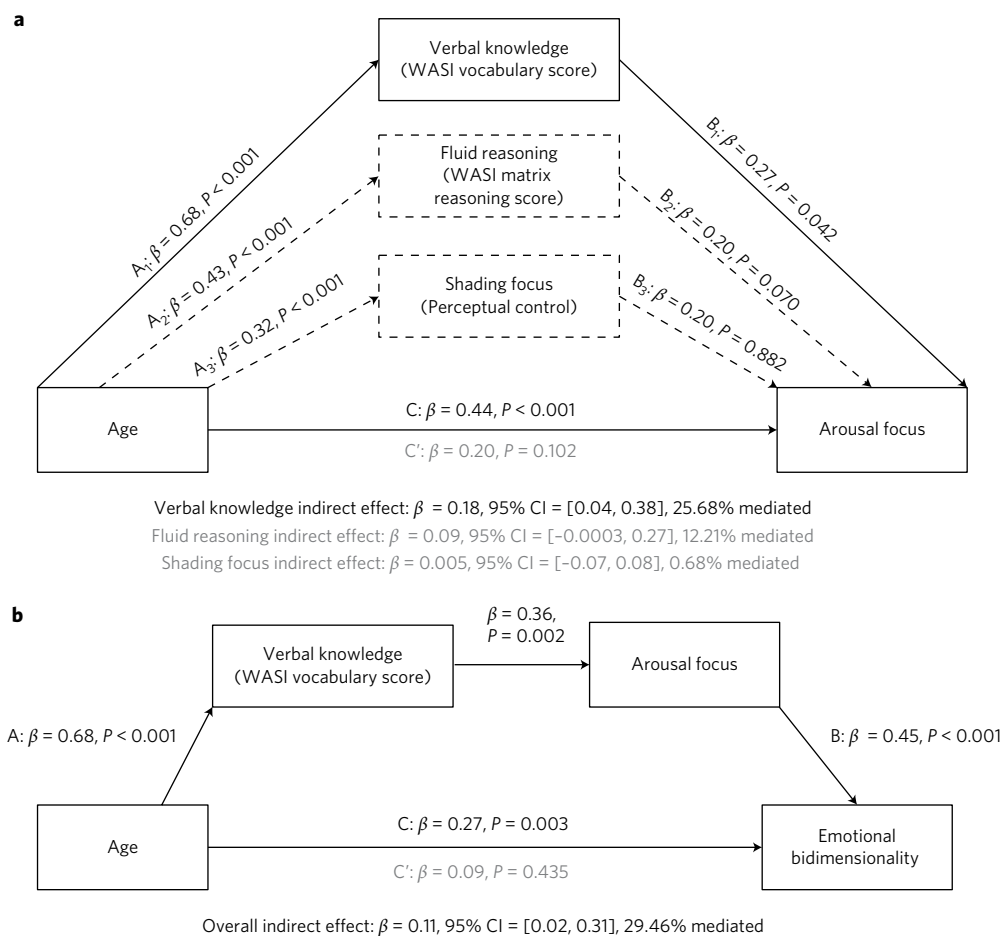 a
Verbal knowledge
(WASI vocabulary score)
Fluid reasoning
(WASI matrix
reasoning score)
Shading focus
(Perceptual control)
A₁: β = 0.68, P < 0.001
A₂: β = 0.43, P < 0.001
A₃: β = 0.32, P < 0.001
B₁: β = 0.27, P = 0.042
B₂: β = 0.20, P = 0.070
B₃: β = 0.20, P = 0.882
Age
C: β = 0.44, P < 0.001
C': β = 0.20, P = 0.102
Arousal focus
Verbal knowledge indirect effect: β = 0.18, 95% CI = [0.04, 0.38], 25.68% mediated
Fluid reasoning indirect effect: β = 0.09, 95% CI = [–0.0003, 0.27], 12.21% mediated
Shading focus indirect effect: β = 0.005, 95% CI = [–0.07, 0.08], 0.68% mediated
b
Verbal knowledge
(WASI vocabulary score)
β = 0.36,
P = 0.002
Arousal focus
A: β = 0.68, P < 0.001
B: β = 0.45, P < 0.001
Age
C: β = 0.27, P = 0.003
C': β = 0.09, P = 0.435
Emotional
bidimensionality
Overall indirect effect: β = 0.11, 95% CI = [0.02, 0.31], 29.46% mediated